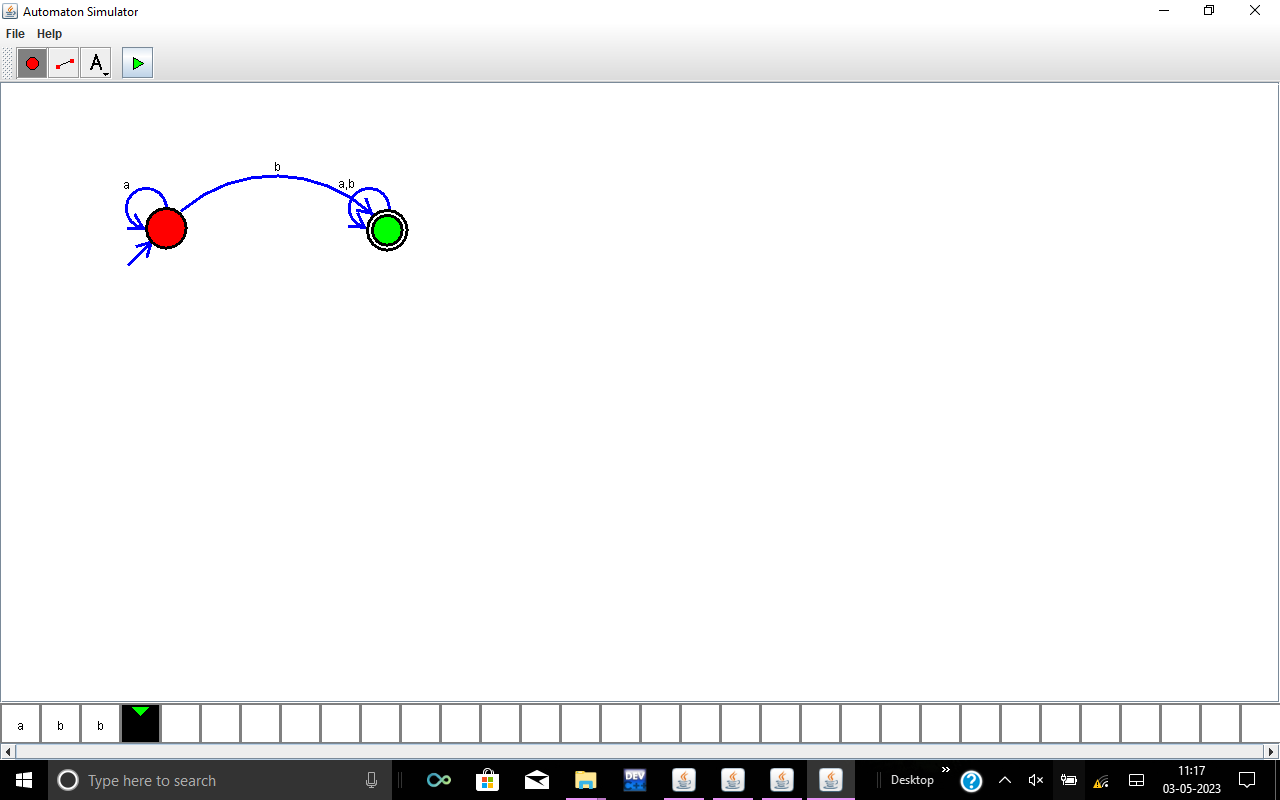 Automaton Simulator
File Help
A
b
a
a,b
a b b
DEV
C++
Type here to search
Desktop
»
?
11:17
03-05-2023